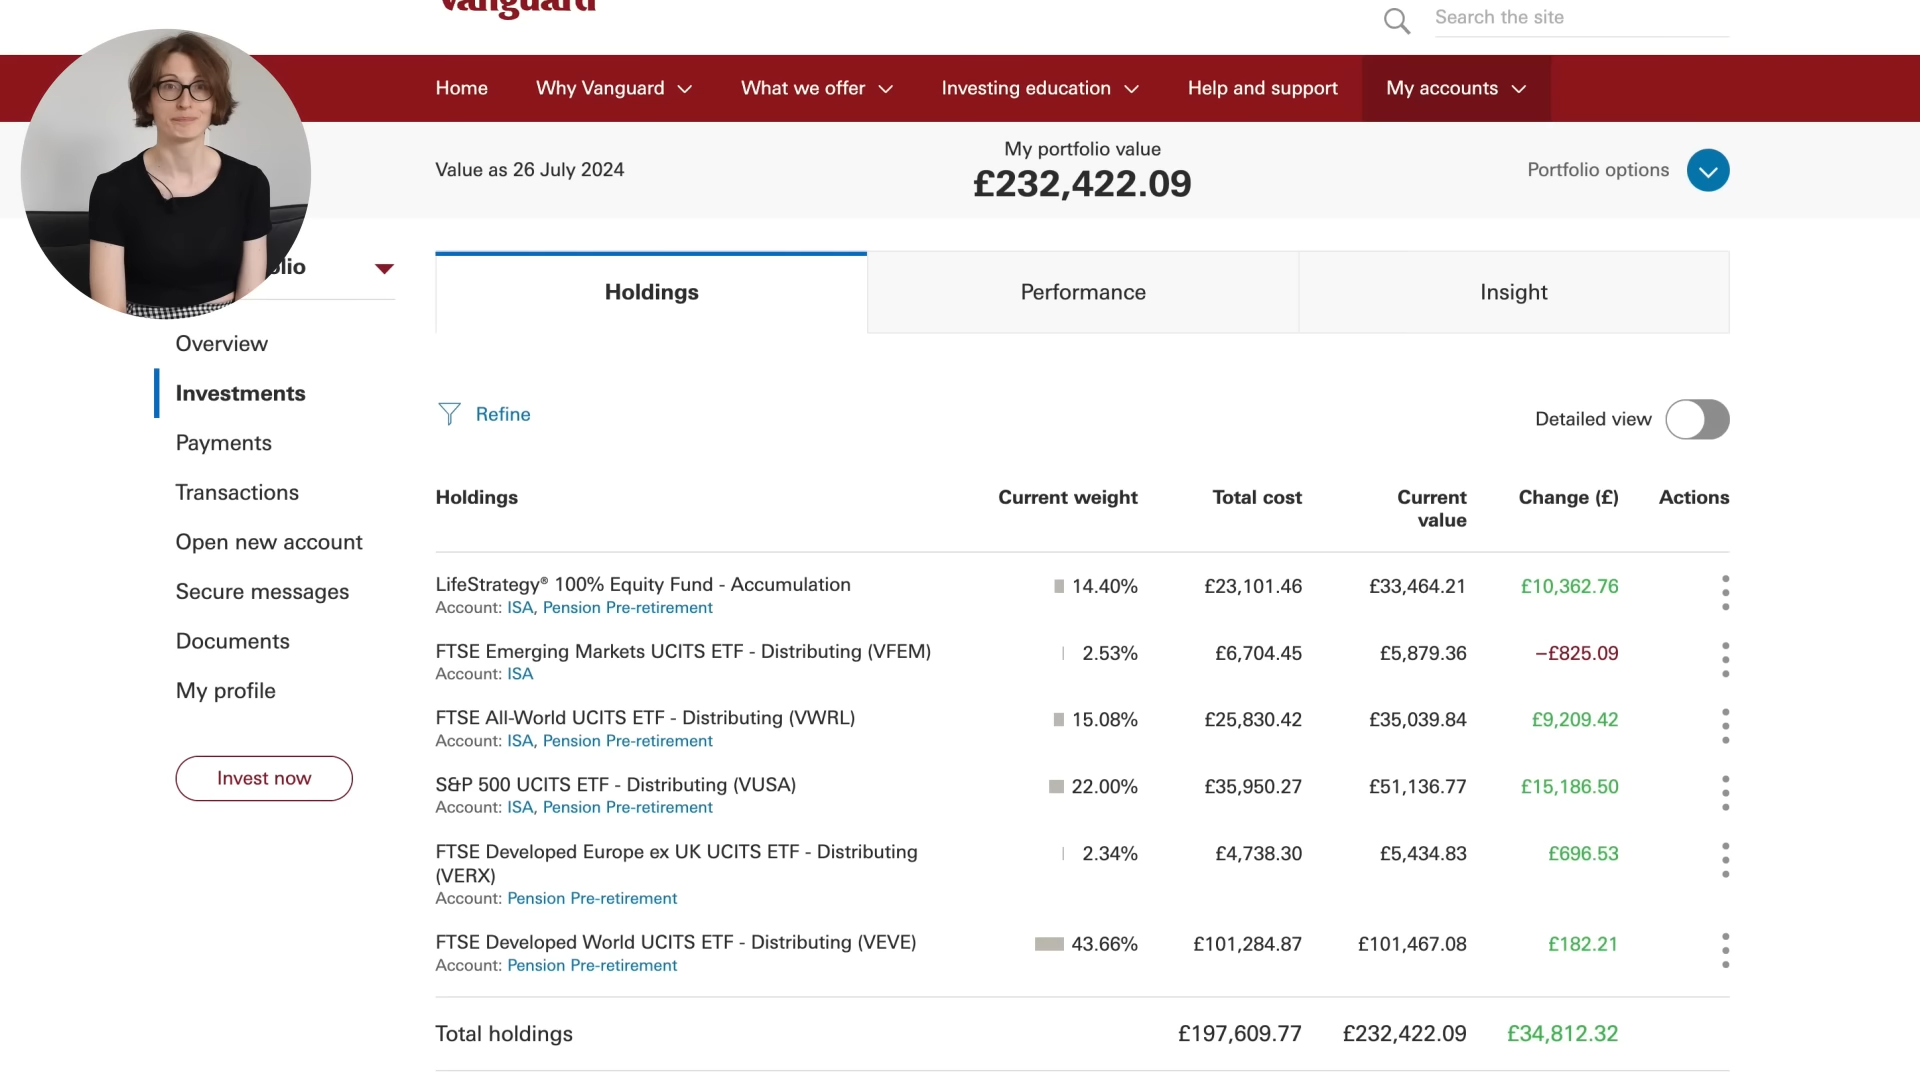 Vanguard
Search the site
Home Why Vanguard What we offer Investing education Help and support My accounts
Value as 26 July 2024
My portfolio value
£232,422.09
Portfolio options
Holdings Performance Insight
Overview
Investments
Payments
Transactions
Open new account
Secure messages
Documents
My profile
Invest now
Refine
Detailed view
Holdings Current weight Total cost Current value Change (£) Actions
LifeStrategy® 100% Equity Fund - Accumulation 14.40% £23,101.46 £33,464.21 £10,362.76
Account: ISA, Pension Pre-retirement
FTSE Emerging Markets UCITS ETF - Distributing (VFEM) 2.53% £6,704.45 £5,879.36 −£825.09
Account: ISA
FTSE All-World UCITS ETF - Distributing (VWRL) 15.08% £25,830.42 £35,039.84 £9,209.42
Account: ISA, Pension Pre-retirement
S&P 500 UCITS ETF - Distributing (VUSA) 22.00% £35,950.27 £51,136.77 £15,186.50
Account: ISA, Pension Pre-retirement
FTSE Developed Europe ex UK UCITS ETF - Distributing 2.34% £4,738.30 £5,434.83 £696.53
(VERX)
Account: Pension Pre-retirement
FTSE Developed World UCITS ETF - Distributing (VEVE) 43.66% £101,284.87 £101,467.08 £182.21
Account: Pension Pre-retirement
Total holdings £197,609.77 £232,422.09 £34,812.32